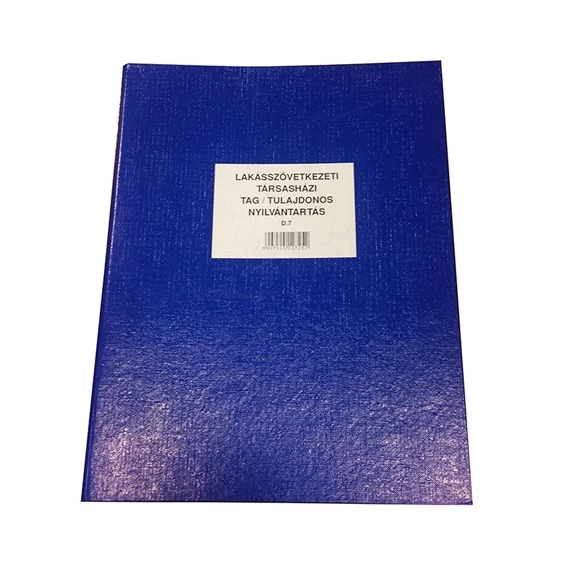 LAKÁSSZÖVETKEZETI
TÁRSASHÁZI
TAG / TULAJDONOS
NYILVÁNTARTÁS
D.7